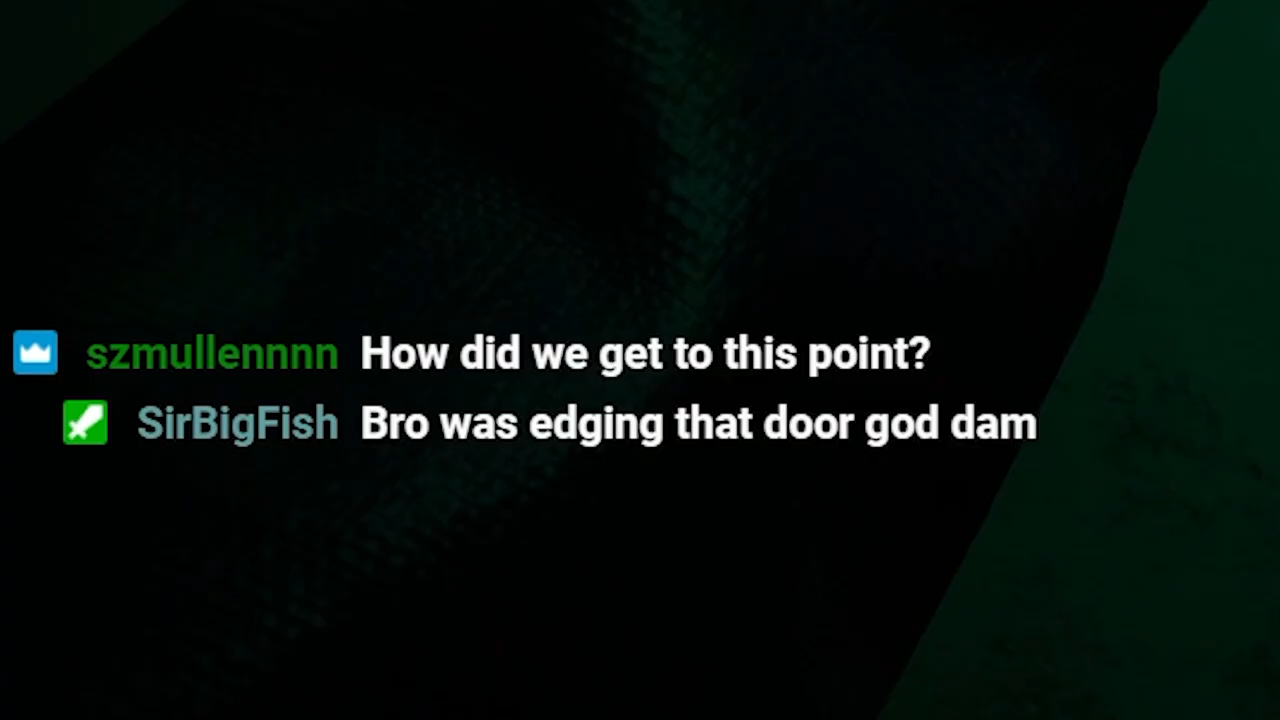 szmullennnn How did we get to this point?
SirBigFish Bro was edging that door god dam